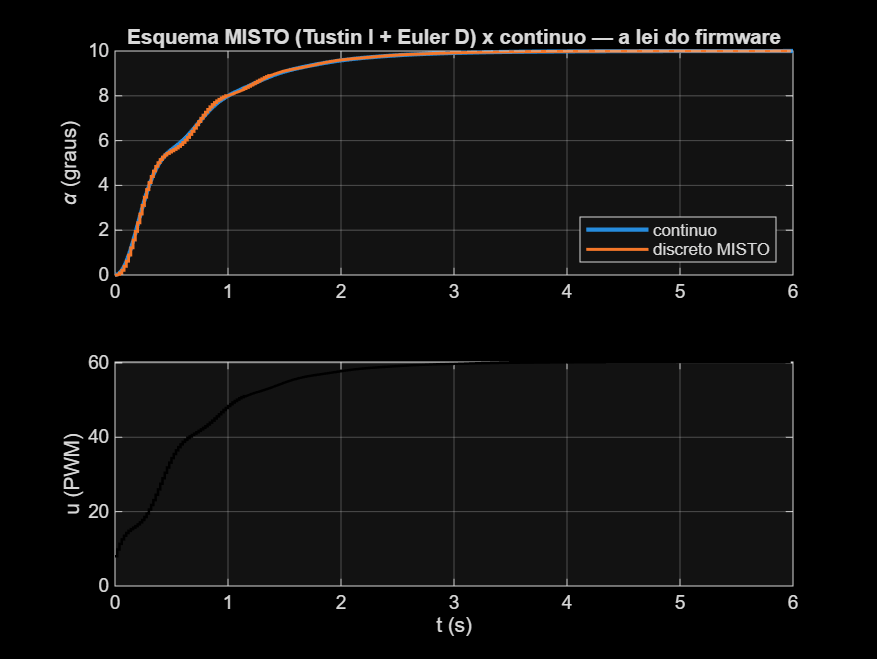 Esquema MISTO (Tustin I + Euler D) x continuo — a lei do firmware
10
8
6
4
2
0
α (graus)
continuo
discreto MISTO
0 1 2 3 4 5 6
60
40
20
0
u (PWM)
0 1 2 3 4 5 6
t (s)